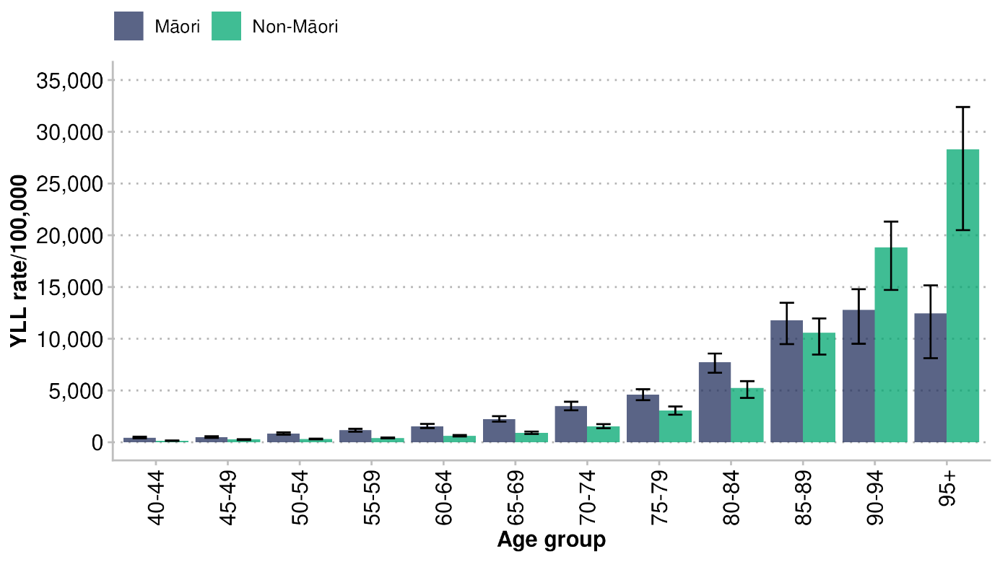 Māori Non-Māori
35,000
30,000
25,000
20,000
15,000
10,000
5,000
0
YLL rate/100,000
40-44 45-49 50-54 55-59 60-64 65-69 70-74 75-79 80-84 85-89 90-94 95+
Age group